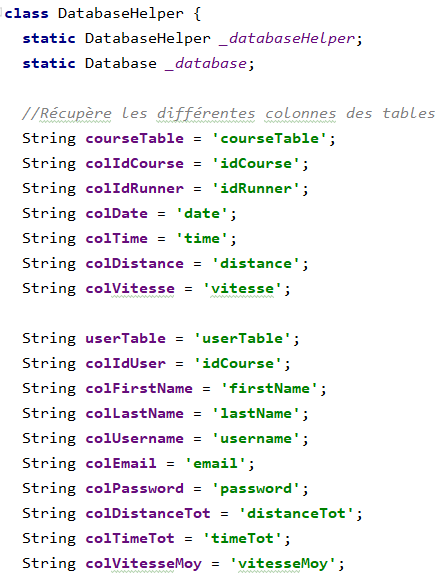 class DatabaseHelper {
static DatabaseHelper _databaseHelper;
static Database _database;
//Récupère les différentes colonnes des tables
String courseTable = 'courseTable';
String colIdCourse = 'idCourse';
String colIdRunner = 'idRunner';
String colDate = 'date';
String colTime = 'time';
String colDistance = 'distance';
String colVitesse = 'vitesse';
String userTable = 'userTable';
String colIdUser = 'idCourse';
String colFirstName = 'firstName';
String colLastName = 'lastName';
String colUsername = 'username';
String colEmail = 'email';
String colPassword = 'password';
String colDistanceTot = 'distanceTot';
String colTimeTot = 'timeTot';
String colVitesseMoy = 'vitesseMoy';